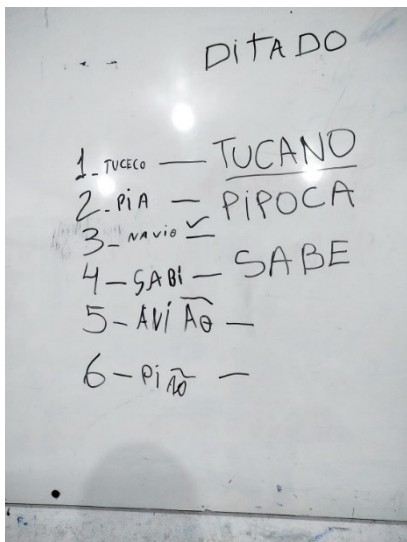 DITADO
1- TUCECO — TUCANO
2- PIA — PIPOCA
3- NAVIO ✓ —
4- SABI — SABE
5- AVIÃO —
6- PIÃO —